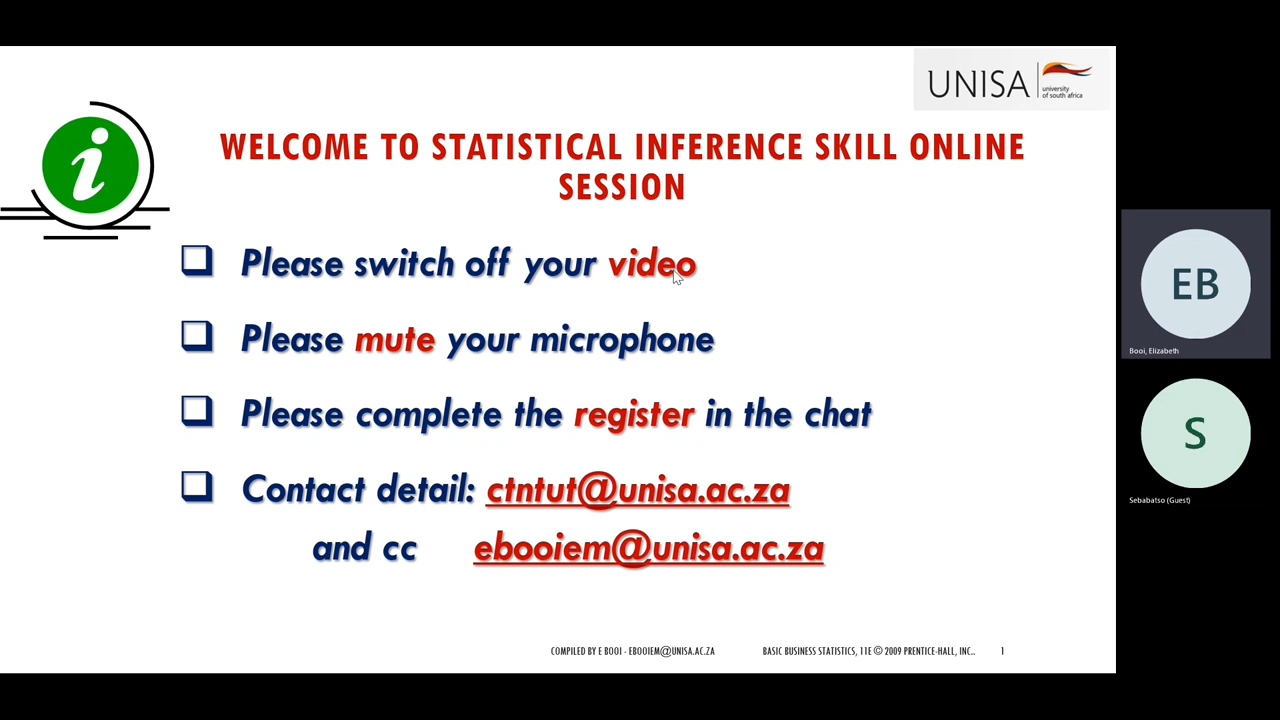 UNISA
university
of south africa
i
WELCOME TO STATISTICAL INFERENCE SKILL ONLINE
SESSION
Please switch off your video
Please mute your microphone
Please complete the register in the chat
Contact detail: ctntut@unisa.ac.za
and cc ebooiem@unisa.ac.za
COMPILED BY E BOOI - EBOOIEM@UNISA.AC.ZA
BASIC BUSINESS STATISTICS, 11E © 2009 PRENTICE-HALL, INC..
1
EB
Booi, Elizabeth
S
Sebabatso (Guest)